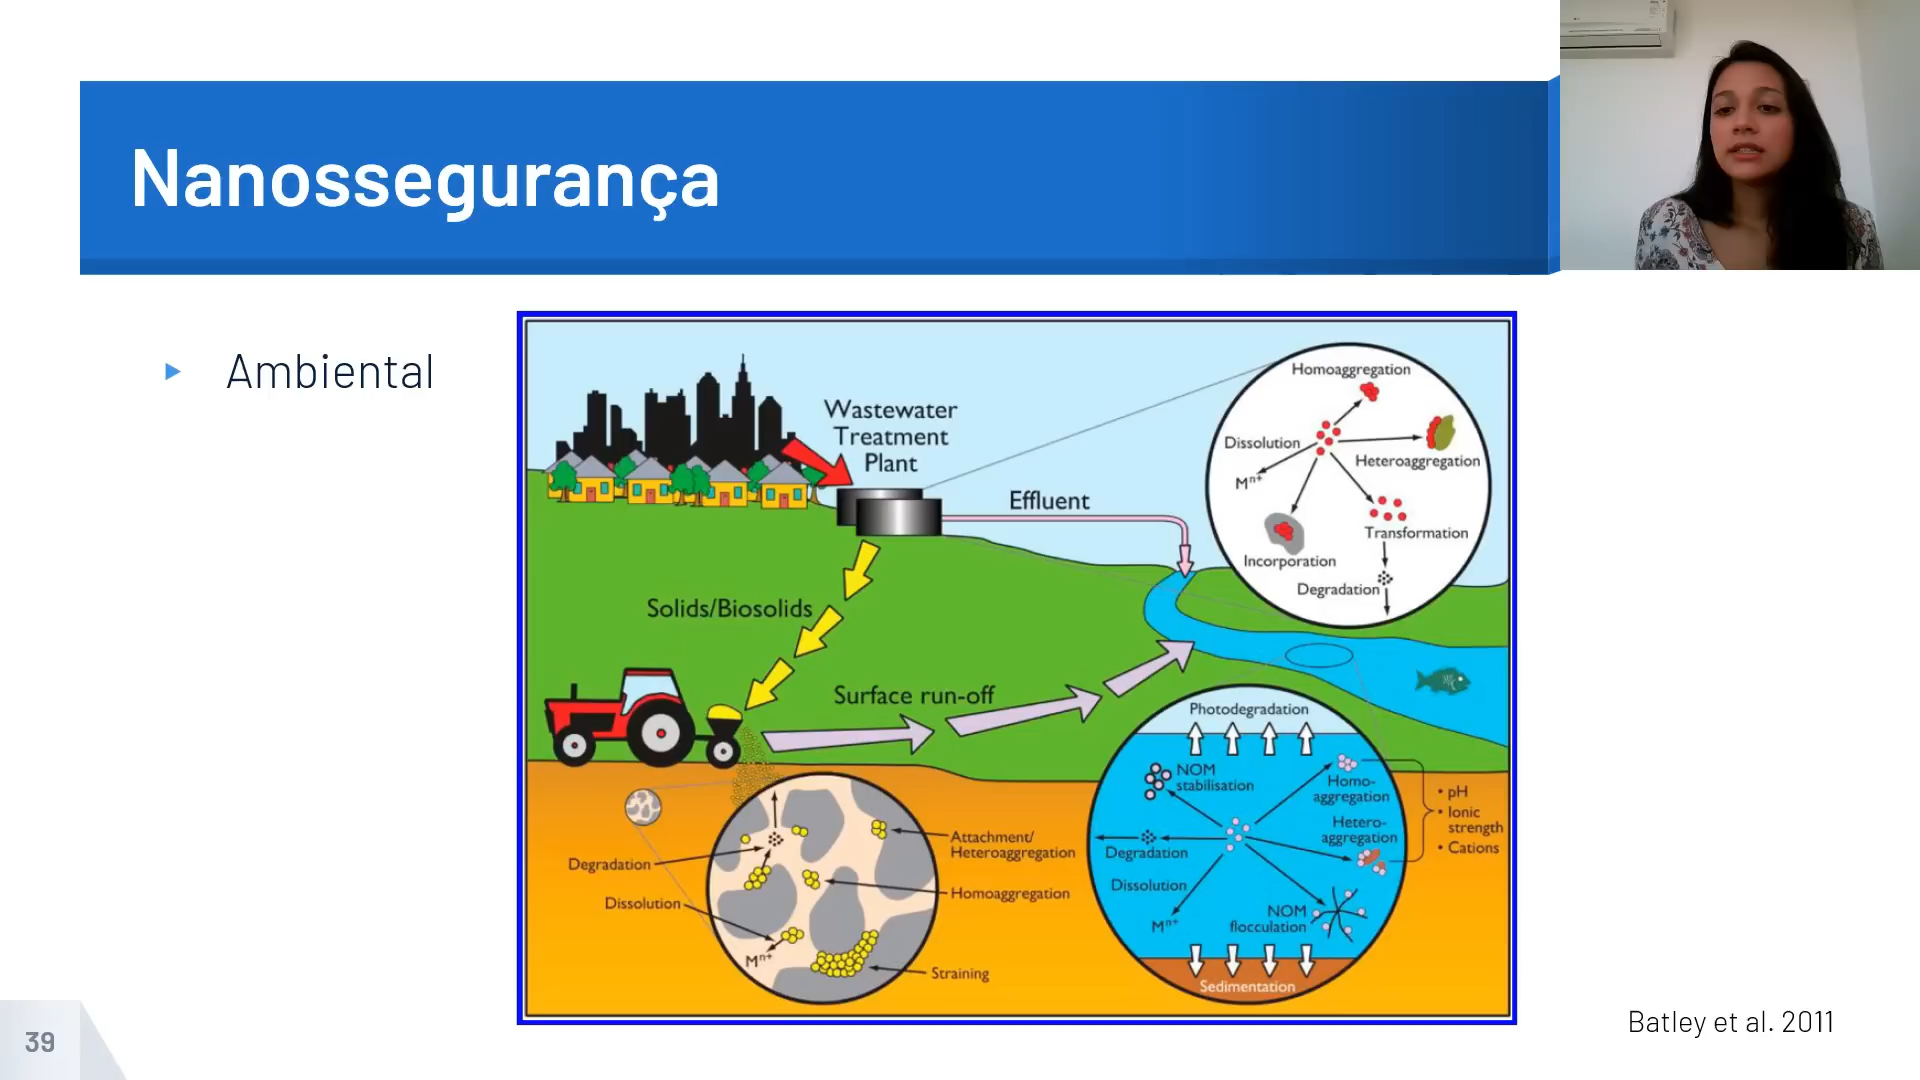 Nanossegurança
Ambiental
Wastewater
Treatment
Plant
Effluent
Solids/Biosolids
Surface run-off
Homoaggregation
Dissolution
Mn+
Heteroaggregation
Transformation
Incorporation
Degradation
Photodegradation
NOM
stabilisation
Homo-
aggregation
Hetero-
aggregation
Degradation
Dissolution
Mn+
NOM
flocculation
Sedimentation
• pH
• Ionic
strength
• Cations
Degradation
Dissolution
Mn+
Attachment/
Heteroaggregation
Homoaggregation
Straining
Batley et al. 2011
39